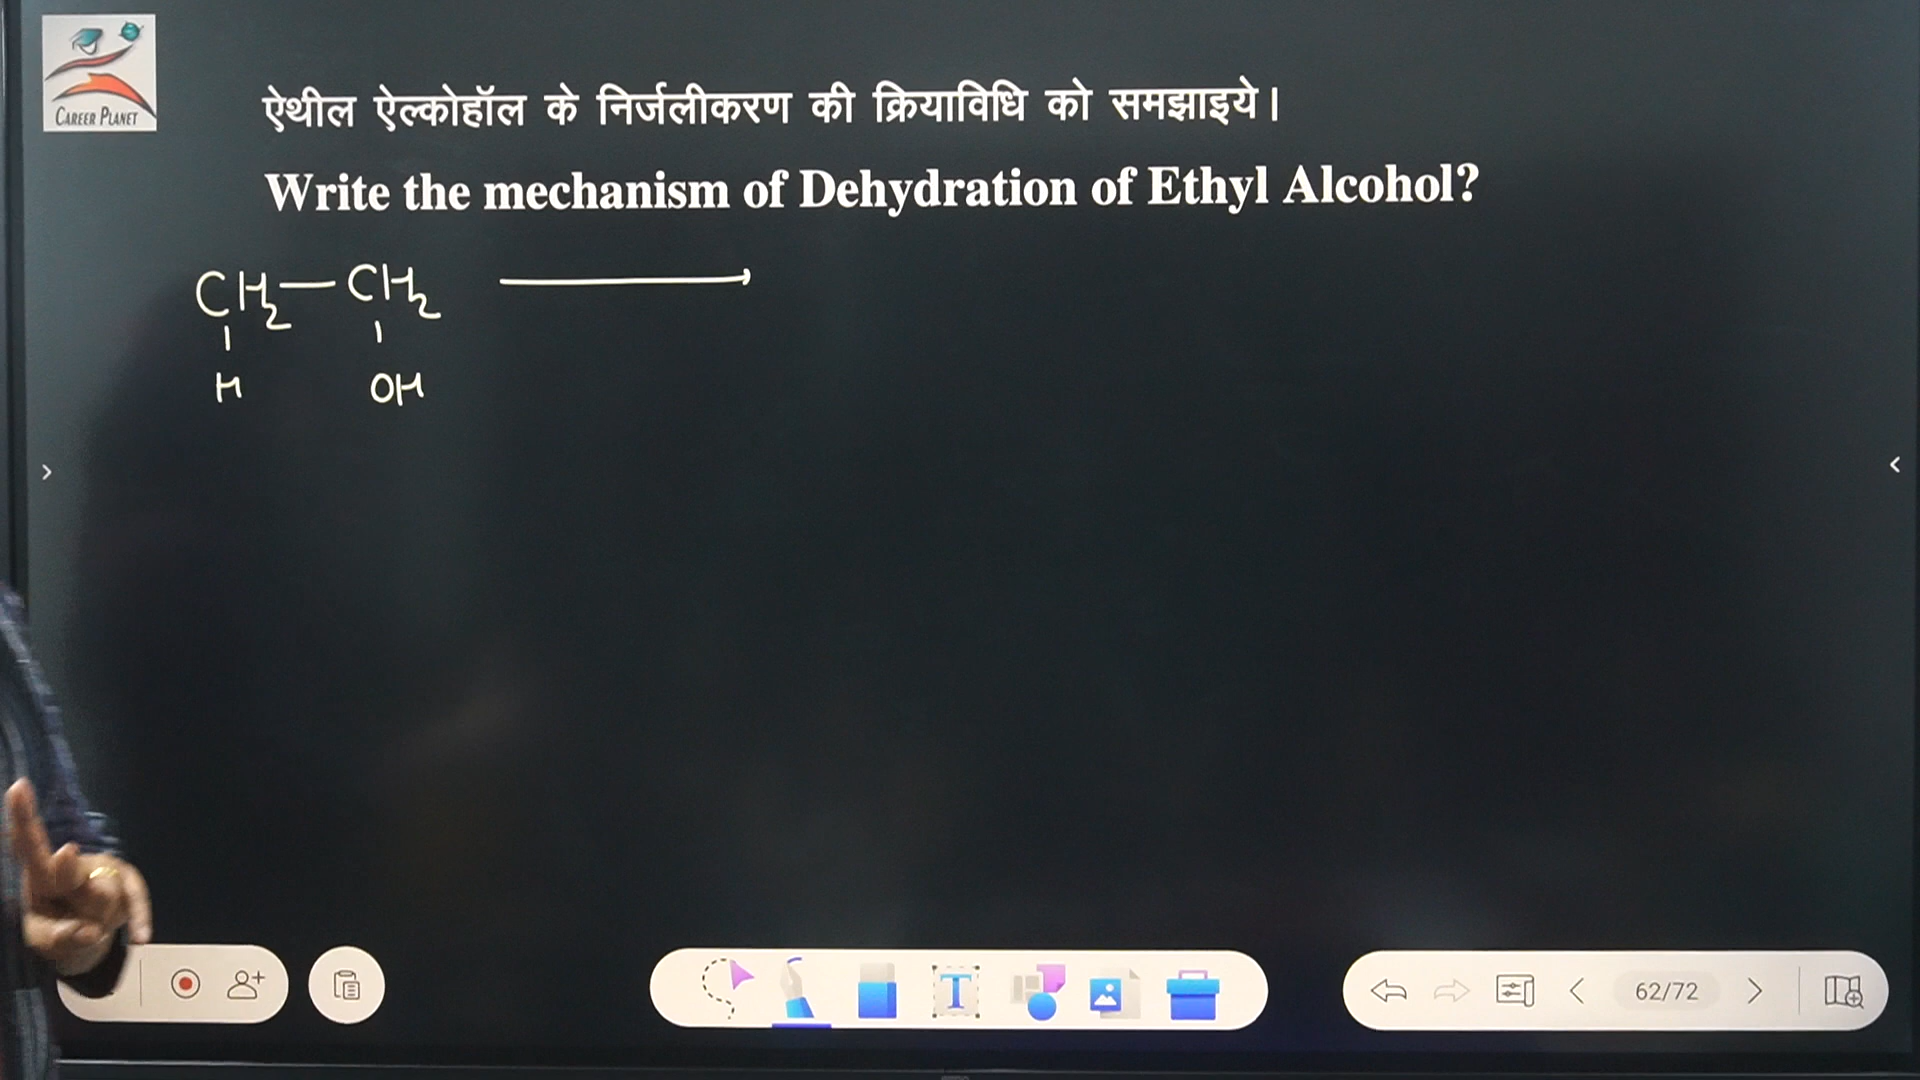 CAREER PLANET
ऐथील ऐल्कोहॉल के निर्जलीकरण की क्रियाविधि को समझाइये।
Write the mechanism of Dehydration of Ethyl Alcohol?
CH₂—CH₂ ⟶
H OH
T
62/72